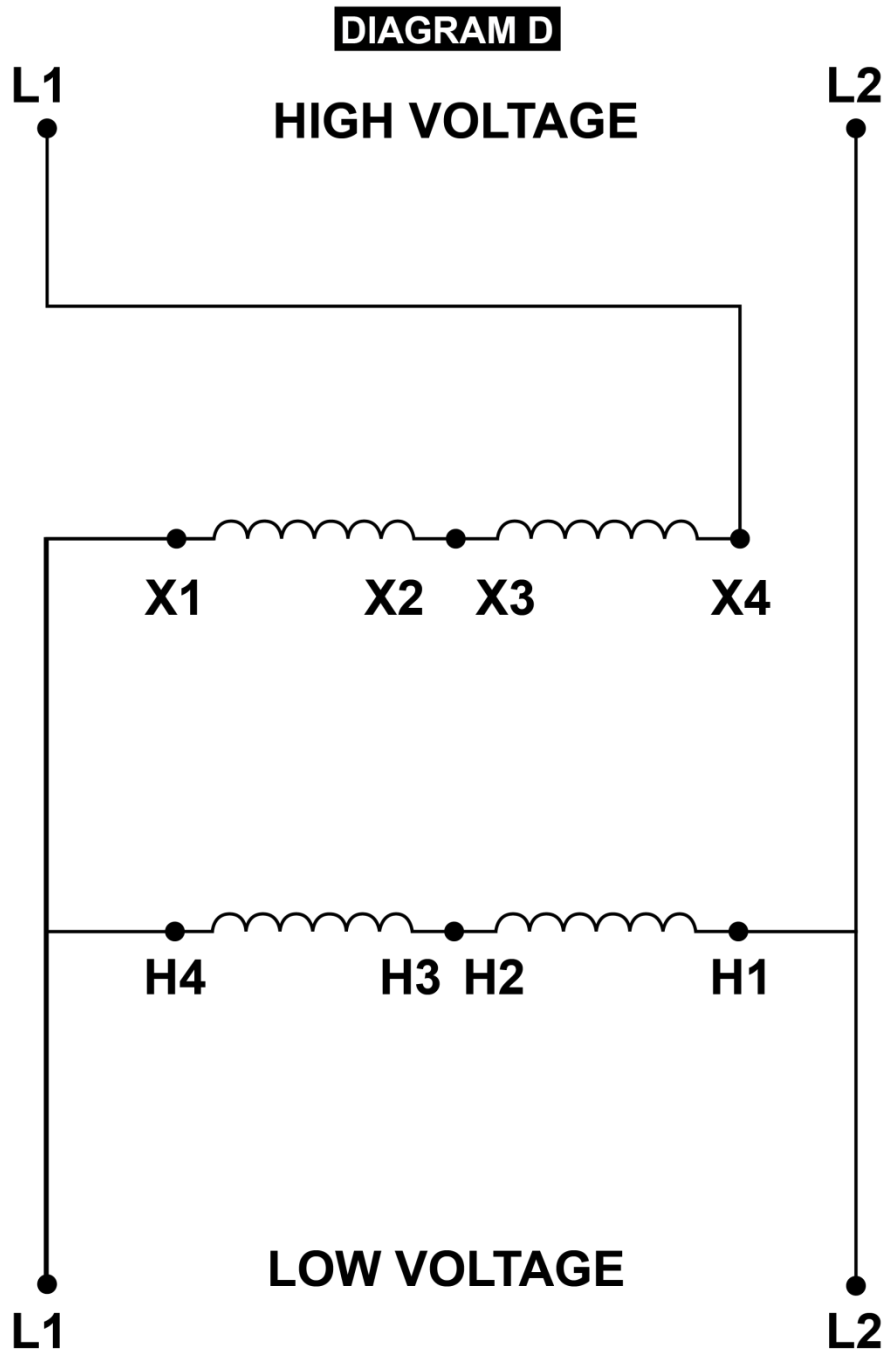 DIAGRAM D
L1 L2
HIGH VOLTAGE
X1 X2 X3 X4
H4 H3 H2 H1
LOW VOLTAGE
L1 L2